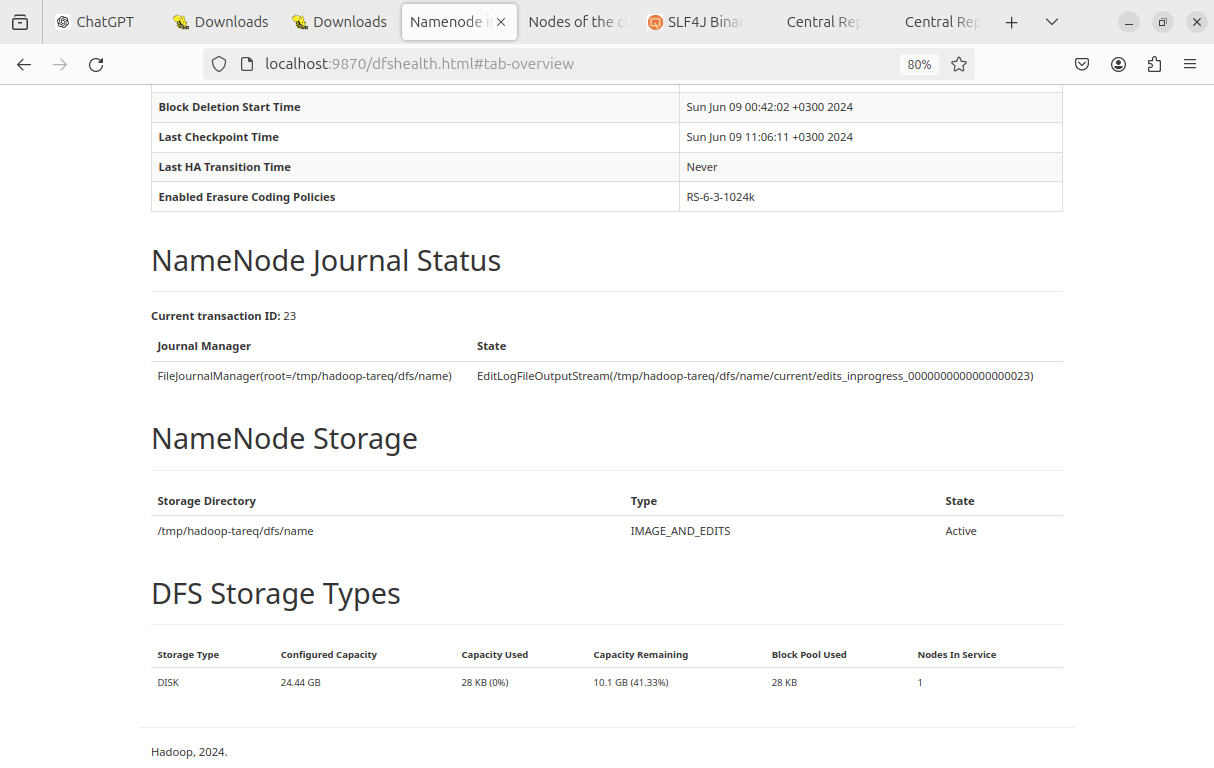 ChatGPT Downloads Downloads Namenode in Nodes of the c SLF4J Binar Central Rep Central Rep
localhost:9870/dfshealth.html#tab-overview 80%
Block Deletion Start Time Sun Jun 09 00:42:02 +0300 2024
Last Checkpoint Time Sun Jun 09 11:06:11 +0300 2024
Last HA Transition Time Never
Enabled Erasure Coding Policies RS-6-3-1024k
NameNode Journal Status
Current transaction ID: 23
Journal Manager State
FileJournalManager(root=/tmp/hadoop-tareq/dfs/name) EditLogFileOutputStream(/tmp/hadoop-tareq/dfs/name/current/edits_inprogress_0000000000000000023)
NameNode Storage
Storage Directory Type State
/tmp/hadoop-tareq/dfs/name IMAGE_AND_EDITS Active
DFS Storage Types
Storage Type Configured Capacity Capacity Used Capacity Remaining Block Pool Used Nodes In Service
DISK 24.44 GB 28 KB (0%) 10.1 GB (41.33%) 28 KB 1
Hadoop, 2024.